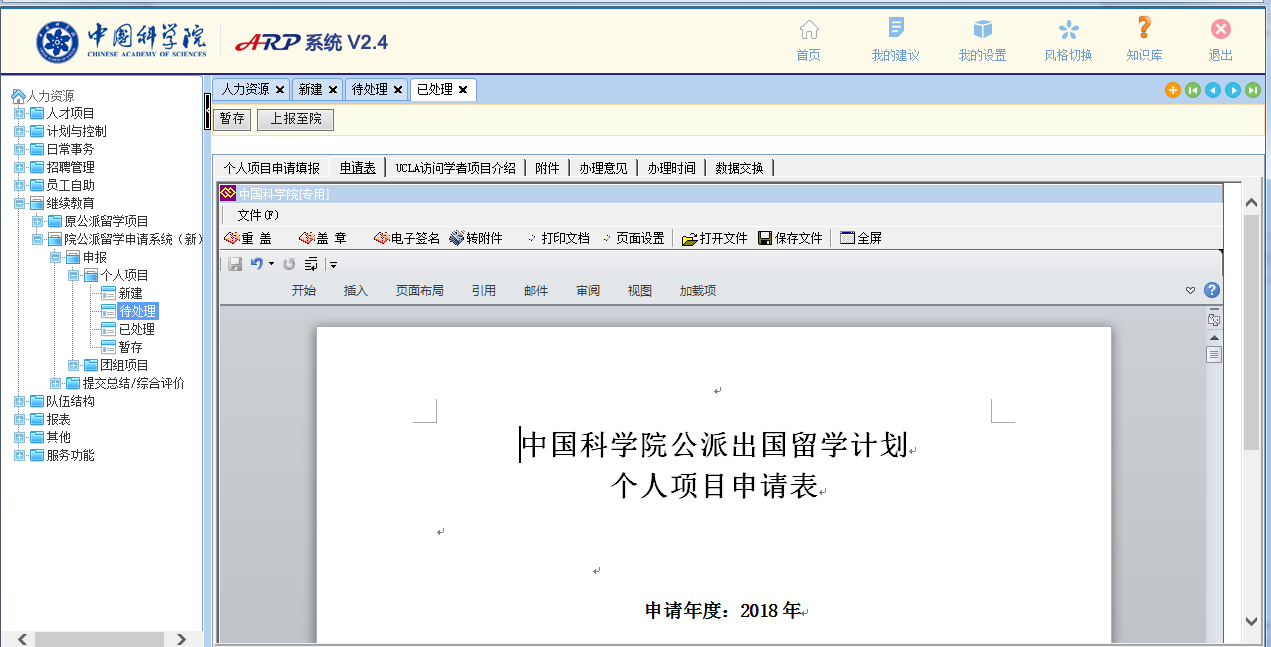 中国科学院
CHINESE ACADEMY OF SCIENCES
ARP 系统 V2.4
首页
我的建议
我的设置
风格切换
知识库
退出
人力资源
人才项目
计划与控制
日常事务
招聘管理
员工自助
继续教育
原公派留学项目
院公派留学申请系统（新）
申报
个人项目
新建
待处理
已处理
暂存
团组项目
提交总结/综合评价
队伍结构
报表
其他
服务功能
人力资源 新建 待处理 已处理
暂存 上报至院
个人项目申请填报 申请表 UCLA访问学者项目介绍 附件 办理意见 办理时间 数据交换
中国科学院[专用]
文件(F)
重 盖 盖 章 电子签名 转附件 打印文档 页面设置 打开文件 保存文件 全屏
开始 插入 页面布局 引用 邮件 审阅 视图 加载项
中国科学院公派出国留学计划
个人项目申请表
申请年度：2018 年